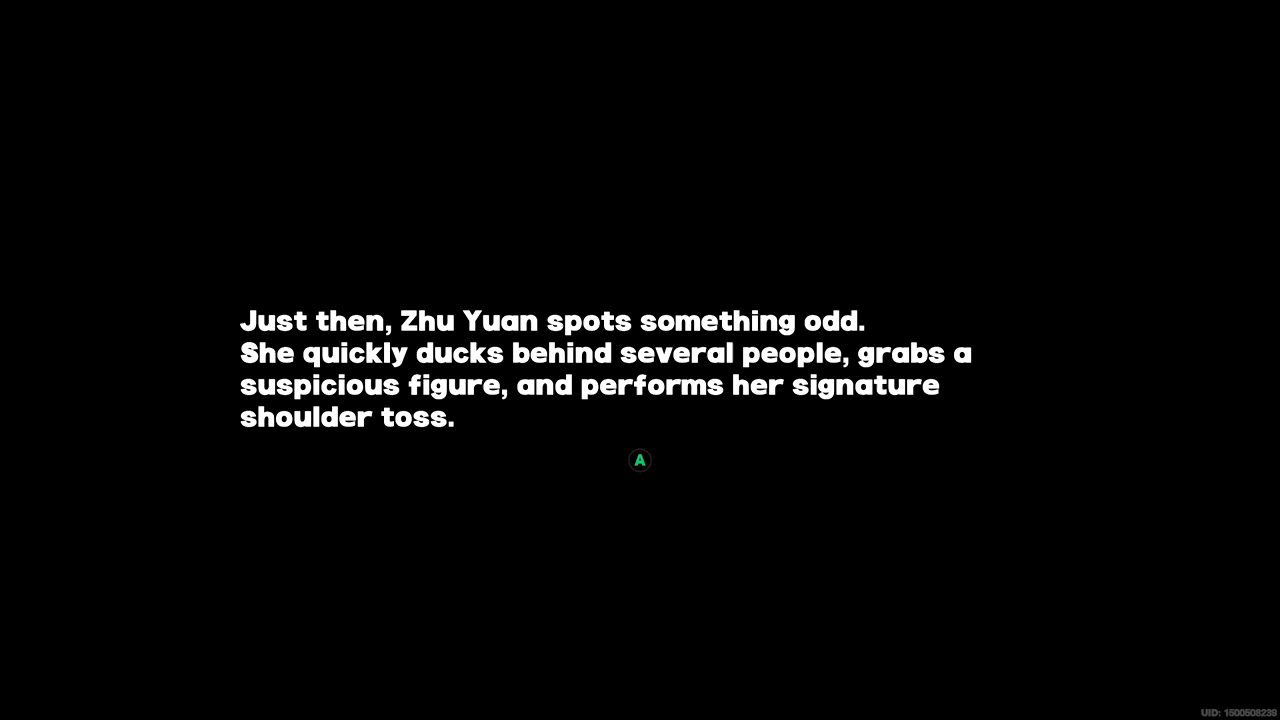 Just then, Zhu Yuan spots something odd.
She quickly ducks behind several people, grabs a
suspicious figure, and performs her signature
shoulder toss.
A
UID: 1500508239